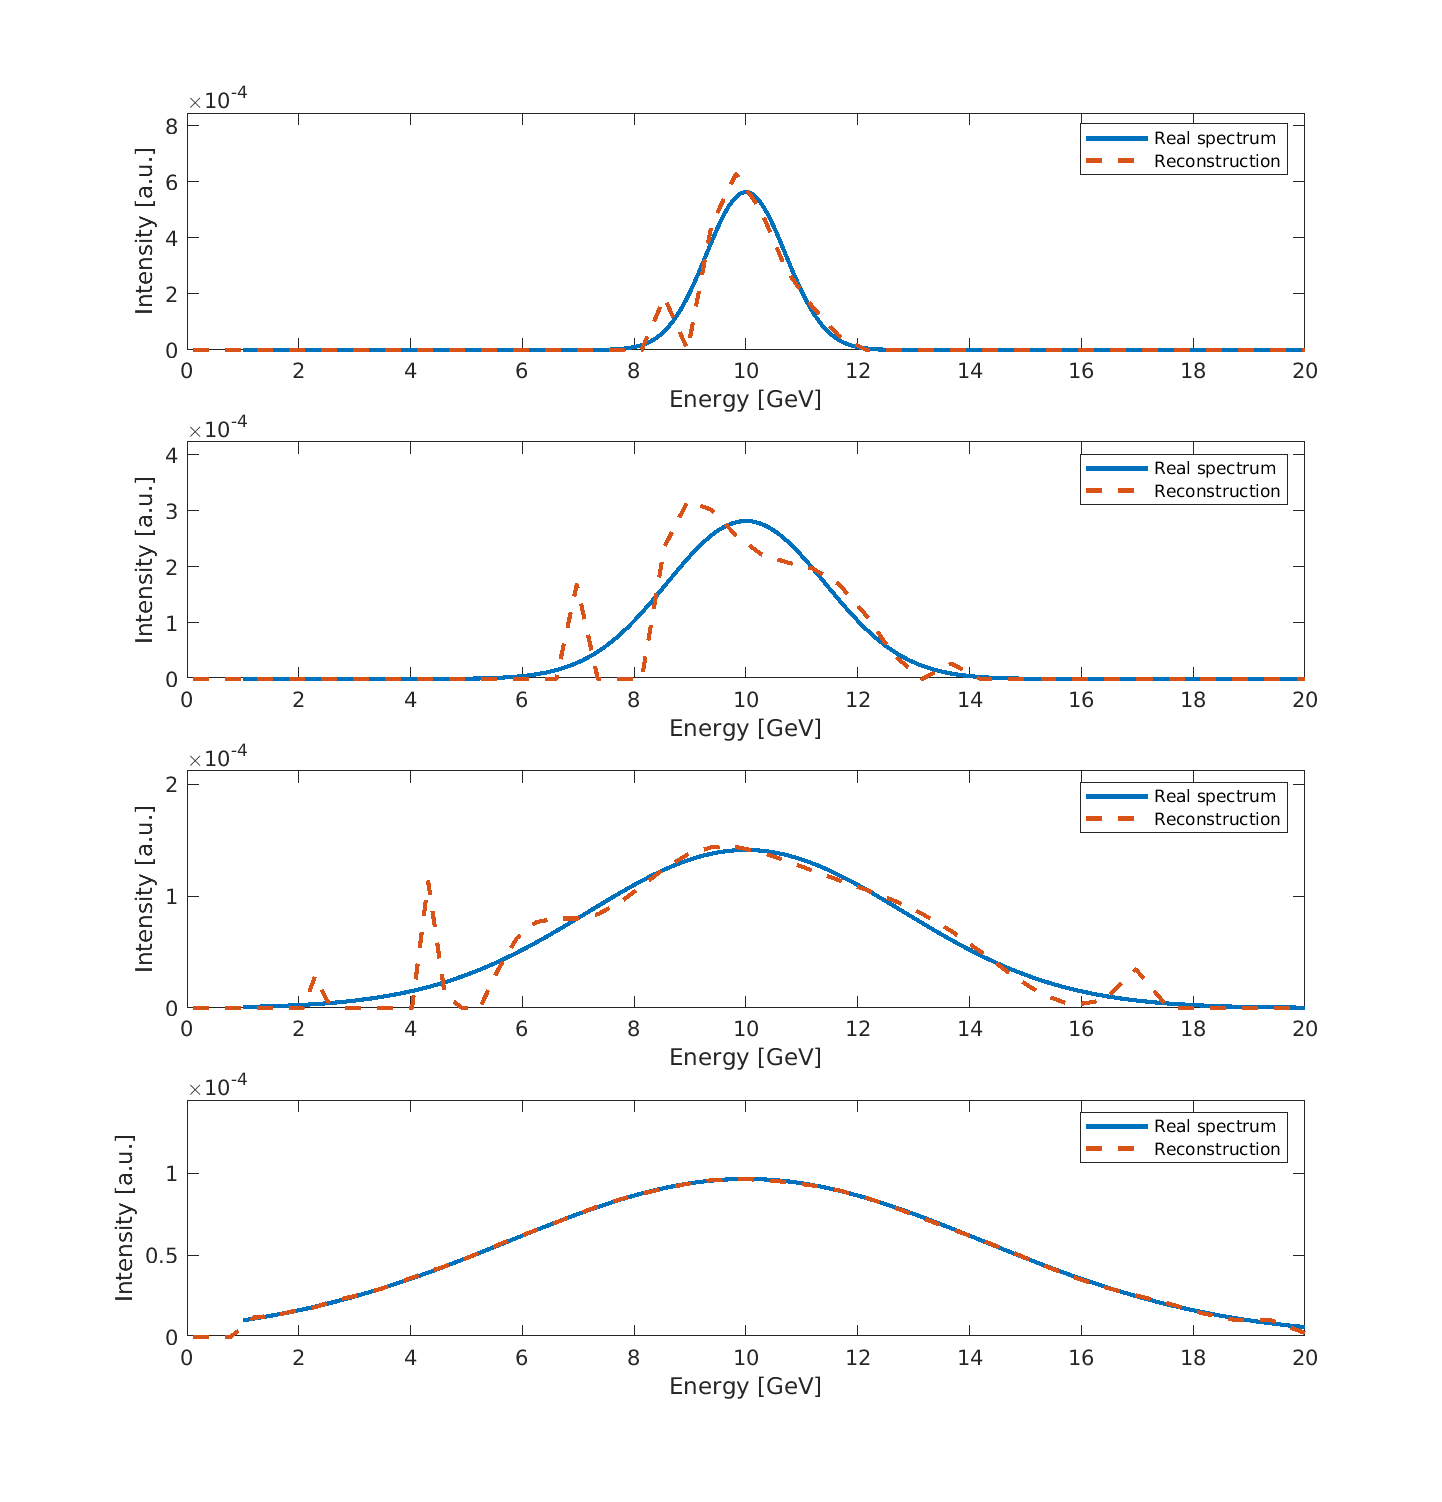 ×10-4
Intensity [a.u.]
8
6
4
2
0
Real spectrum
Reconstruction
0 2 4 6 8 10 12 14 16 18 20
Energy [GeV]
×10-4
Intensity [a.u.]
4
3
2
1
0
Real spectrum
Reconstruction
0 2 4 6 8 10 12 14 16 18 20
Energy [GeV]
×10-4
Intensity [a.u.]
2
1
0
Real spectrum
Reconstruction
0 2 4 6 8 10 12 14 16 18 20
Energy [GeV]
×10-4
Intensity [a.u.]
1
0.5
0
Real spectrum
Reconstruction
0 2 4 6 8 10 12 14 16 18 20
Energy [GeV]